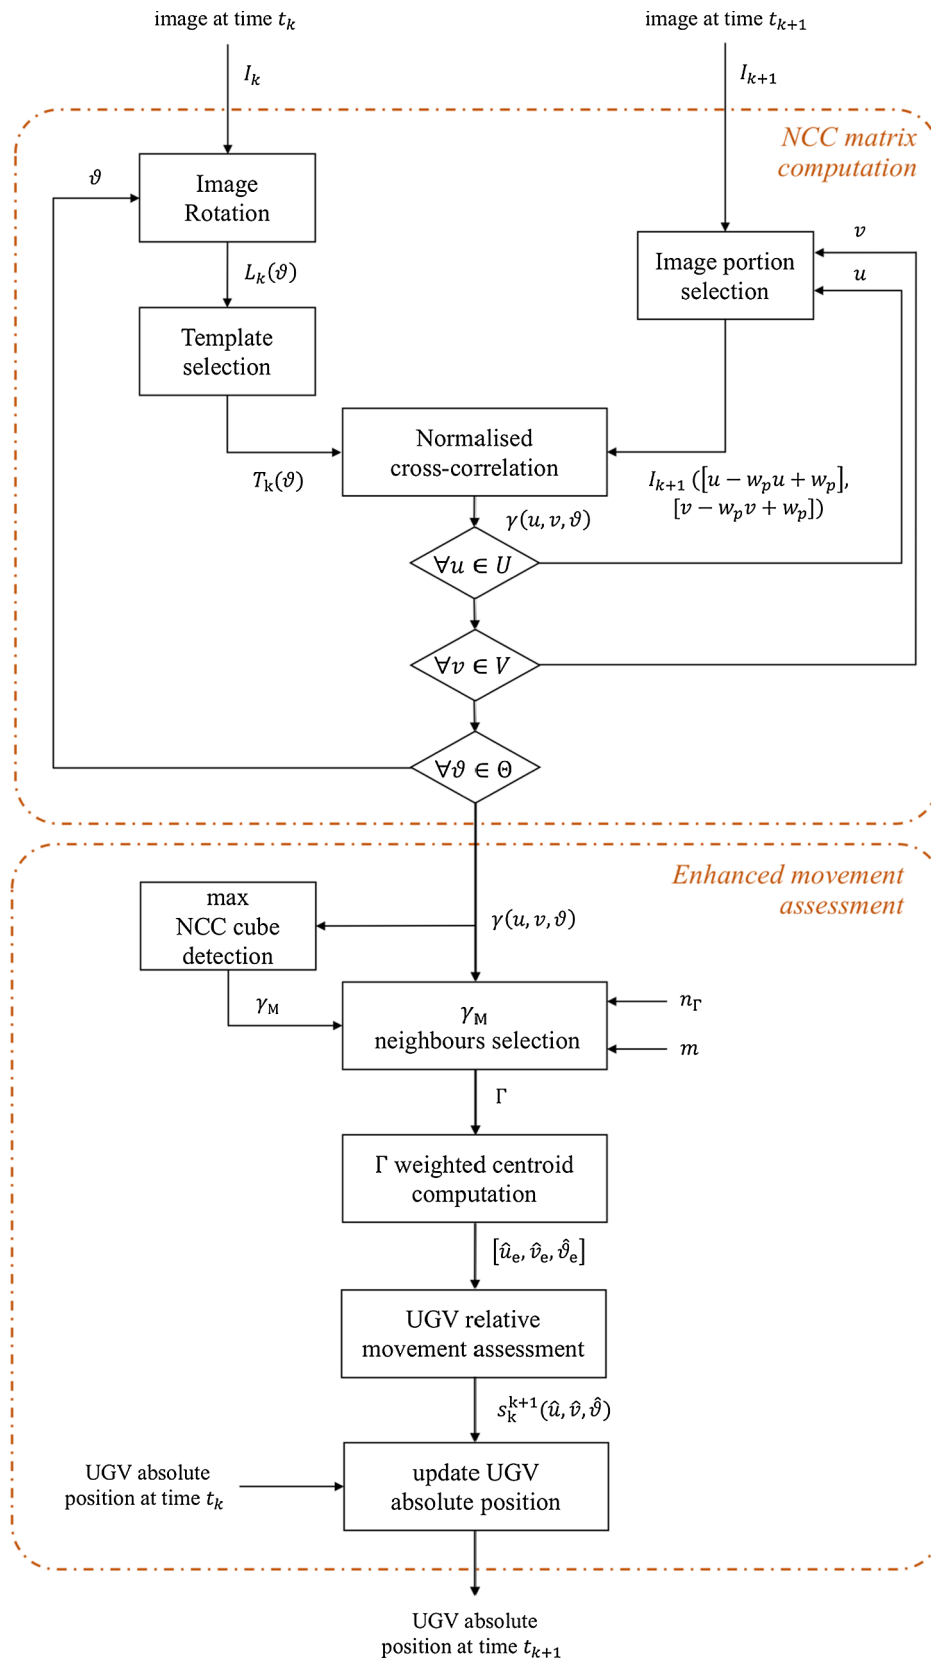 image at time t_k
image at time t_{k+1}
I_k
I_{k+1}
NCC matrix
computation
ϑ
Image
Rotation
v
u
Image portion
selection
L_k(ϑ)
Template
selection
Normalised
cross-correlation
T_k(ϑ)
I_{k+1} ([u − w_p u + w_p],
[v − w_p v + w_p])
γ(u, v, ϑ)
∀u ∈ U
∀v ∈ V
∀ϑ ∈ Θ
Enhanced movement
assessment
max
NCC cube
detection
γ(u, v, ϑ)
γ_M
γ_M
neighbours selection
n_Γ
m
Γ
Γ weighted centroid
computation
[û_e, v̂_e, ϑ̂_e]
UGV relative
movement assessment
s_k^{k+1}(û, v̂, ϑ̂)
UGV absolute
position at time t_k
update UGV
absolute position
UGV absolute
position at time t_{k+1}